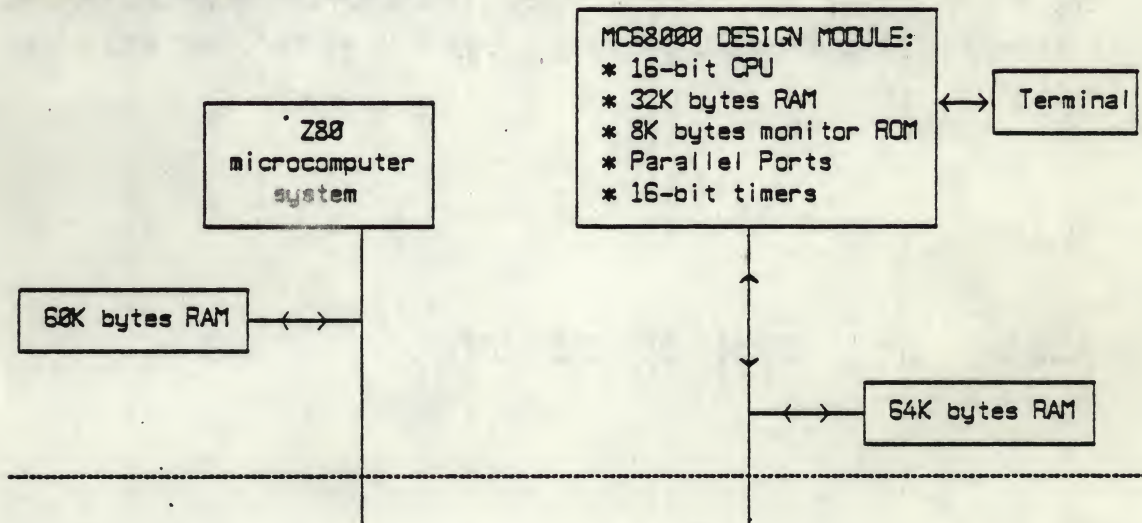 Z80
microcomputer
system
60K bytes RAM
MC68000 DESIGN MODULE:
* 16-bit CPU
* 32K bytes RAM
* 8K bytes monitor ROM
* Parallel Ports
* 16-bit timers
Terminal
64K bytes RAM